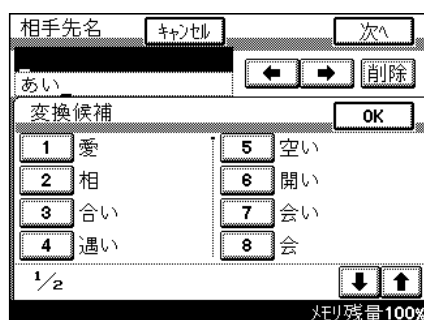 相手先名 キャンセル 次へ
あい_ ← → 削除
変換候補 OK
1 愛 5 空い
2 相 6 開い
3 合い 7 会い
4 遇い 8 会
1/2 ↓ ↑
メモリ残量100%